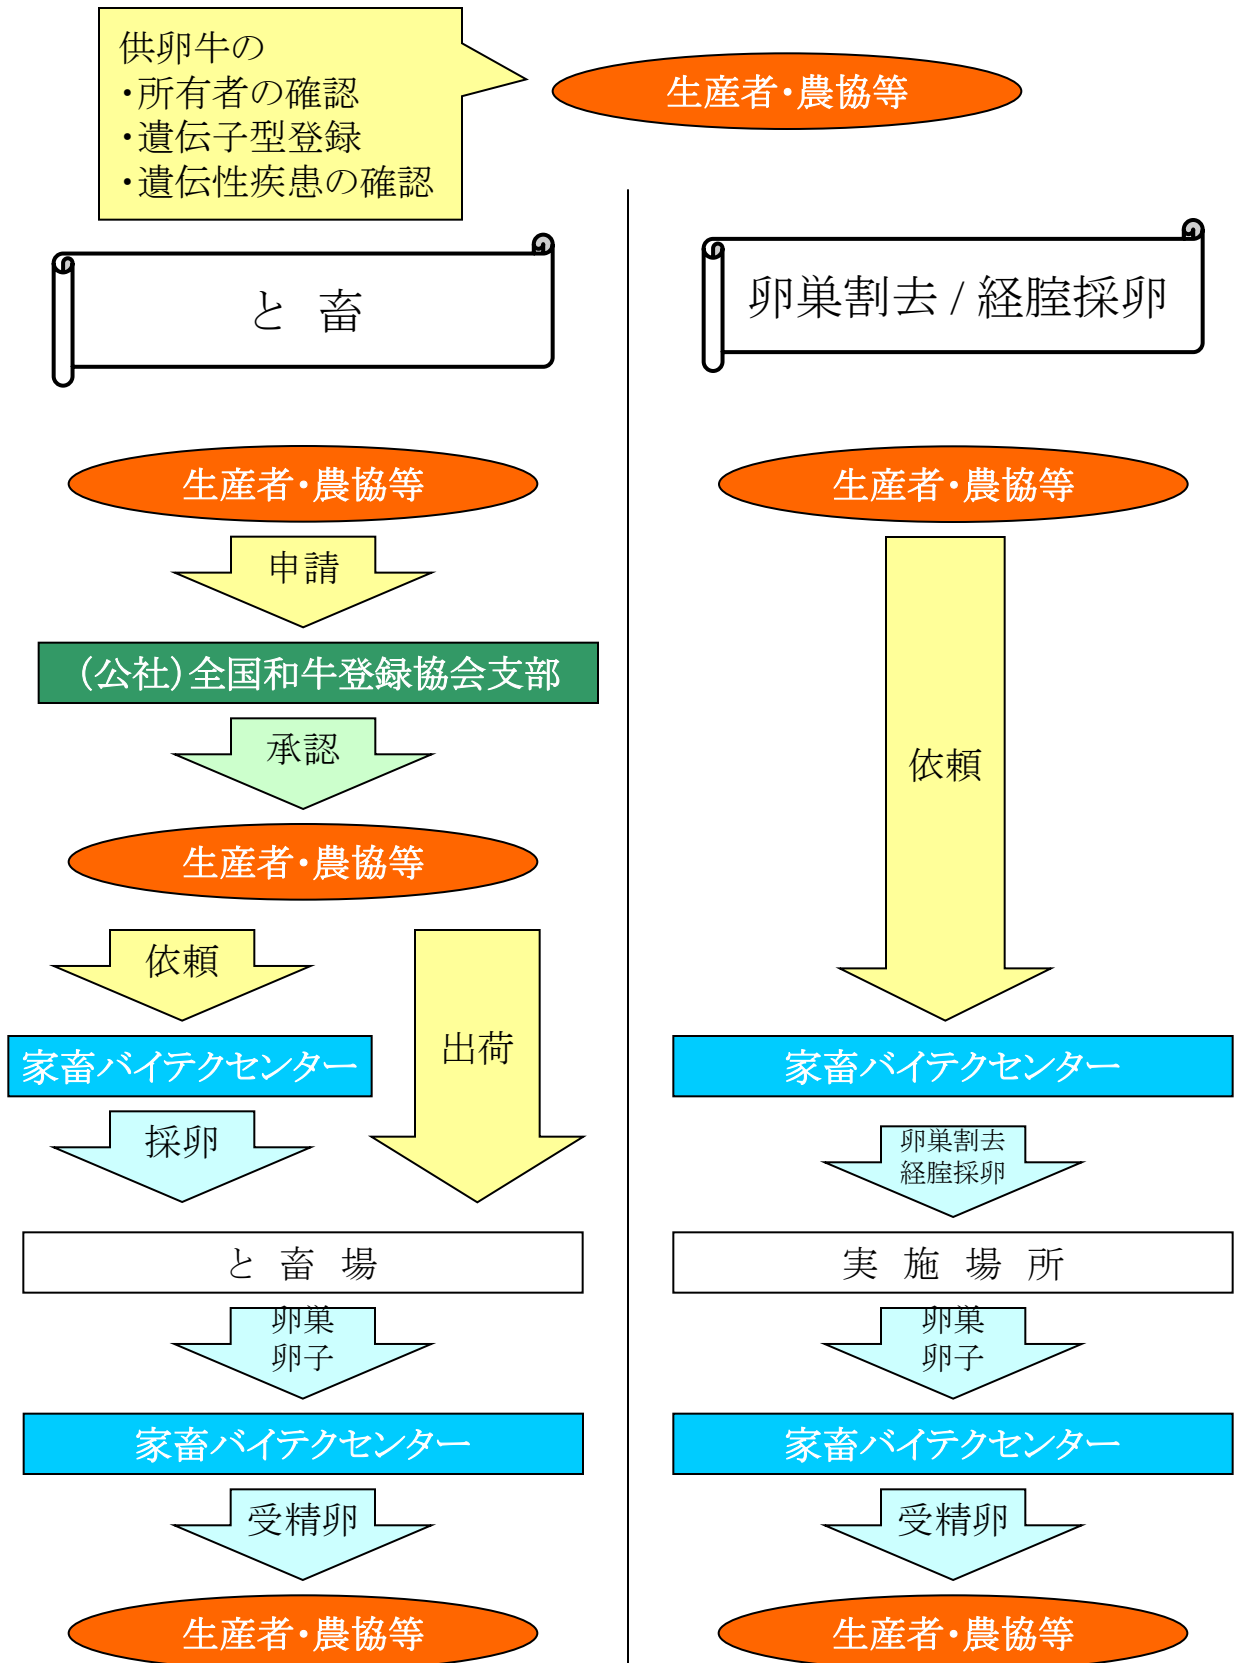 供卵牛の
・所有者の確認
・遺伝子型登録
・遺伝性疾患の確認
生産者・農協等
と 畜
生産者・農協等
申請
(公社)全国和牛登録協会支部
承認
生産者・農協等
依頼
出荷
家畜バイテクセンター
採卵
と 畜 場
卵巣
卵子
家畜バイテクセンター
受精卵
生産者・農協等
卵巣割去 / 経腟採卵
生産者・農協等
依頼
家畜バイテクセンター
卵巣割去
経腟採卵
実 施 場 所
卵巣
卵子
家畜バイテクセンター
受精卵
生産者・農協等